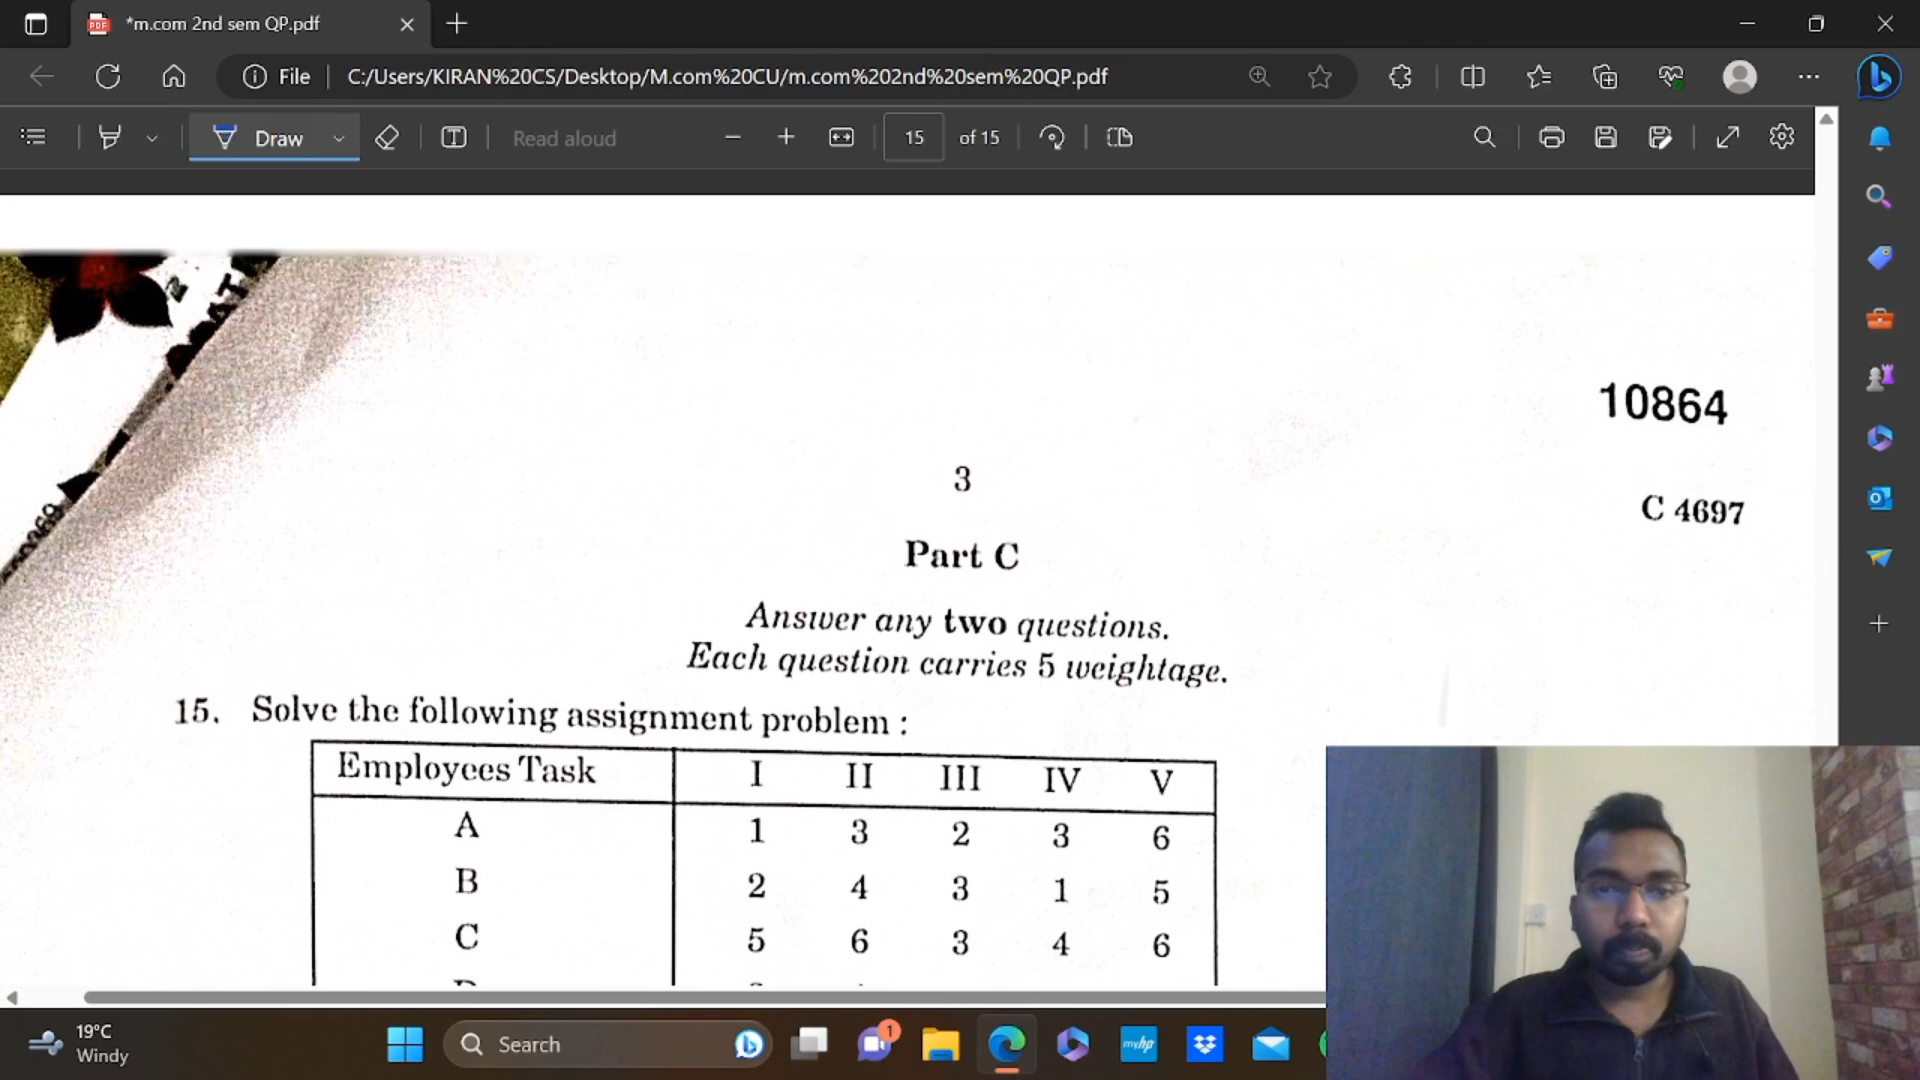 *m.com 2nd sem QP.pdf
File
C:/Users/KIRAN%20CS/Desktop/M.com%20CU/m.com%202nd%20sem%20QP.pdf
Draw
Read aloud
15 of 15
10864
3
C 4697
Part C
Answer any two questions.
Each question carries 5 weightage.
15. Solve the following assignment problem :
Employees Task I II III IV V
A 1 3 2 3 6
B 2 4 3 1 5
C 5 6 3 4 6
19°C
Windy
Search
1
myhp